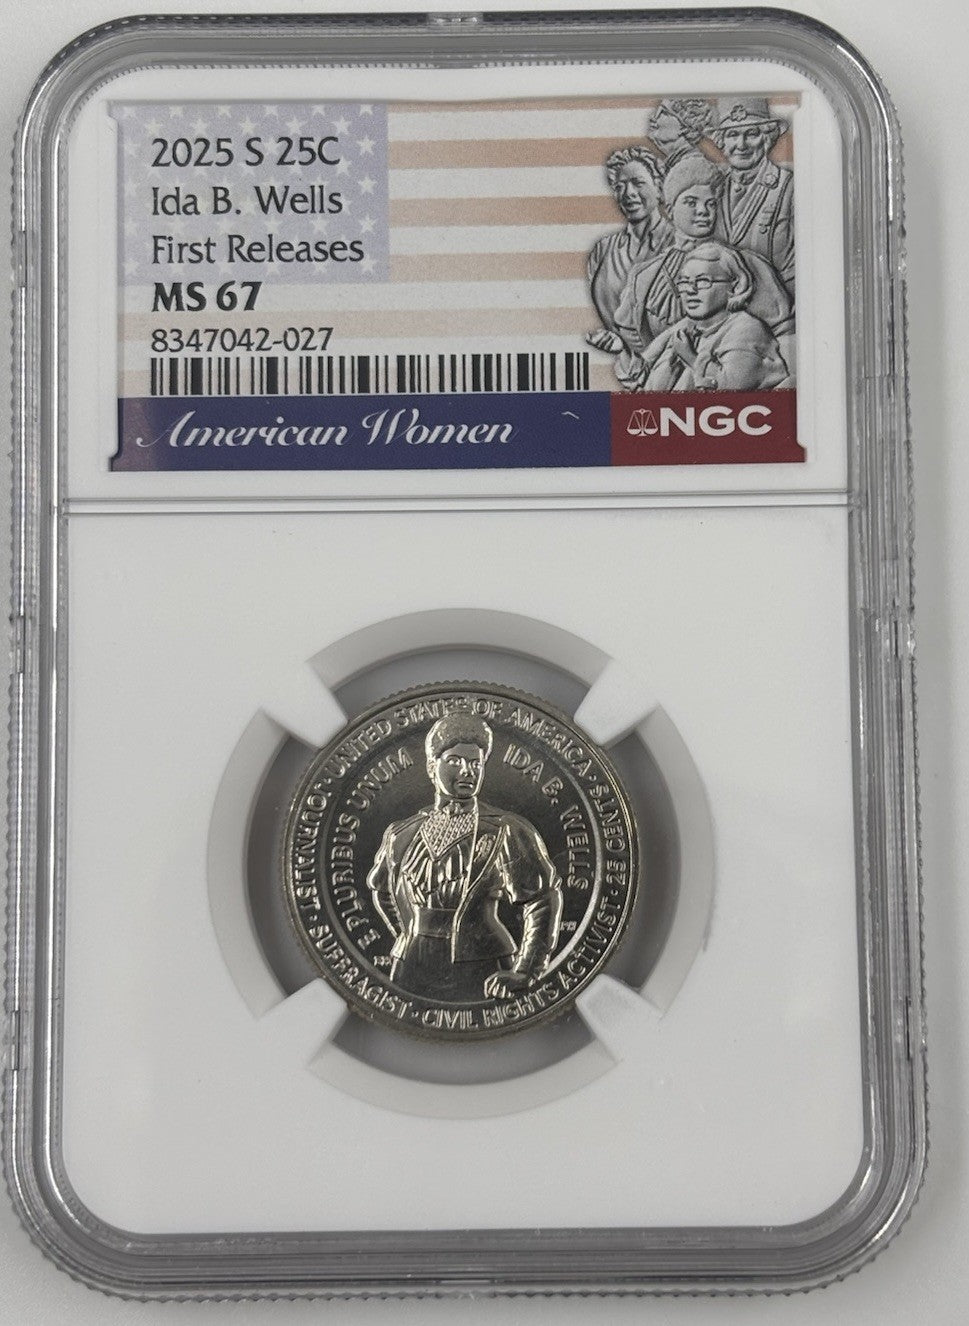 2025 S 25C
Ida B. Wells
First Releases
MS 67
8347042-027
American Women
NGC
UNITED STATES OF AMERICA · 25 CENTS ·
JOURNALIST · SUFFRAGIST · CIVIL RIGHTS ACTIVIST ·
E PLURIBUS UNUM
IDA B. WELLS